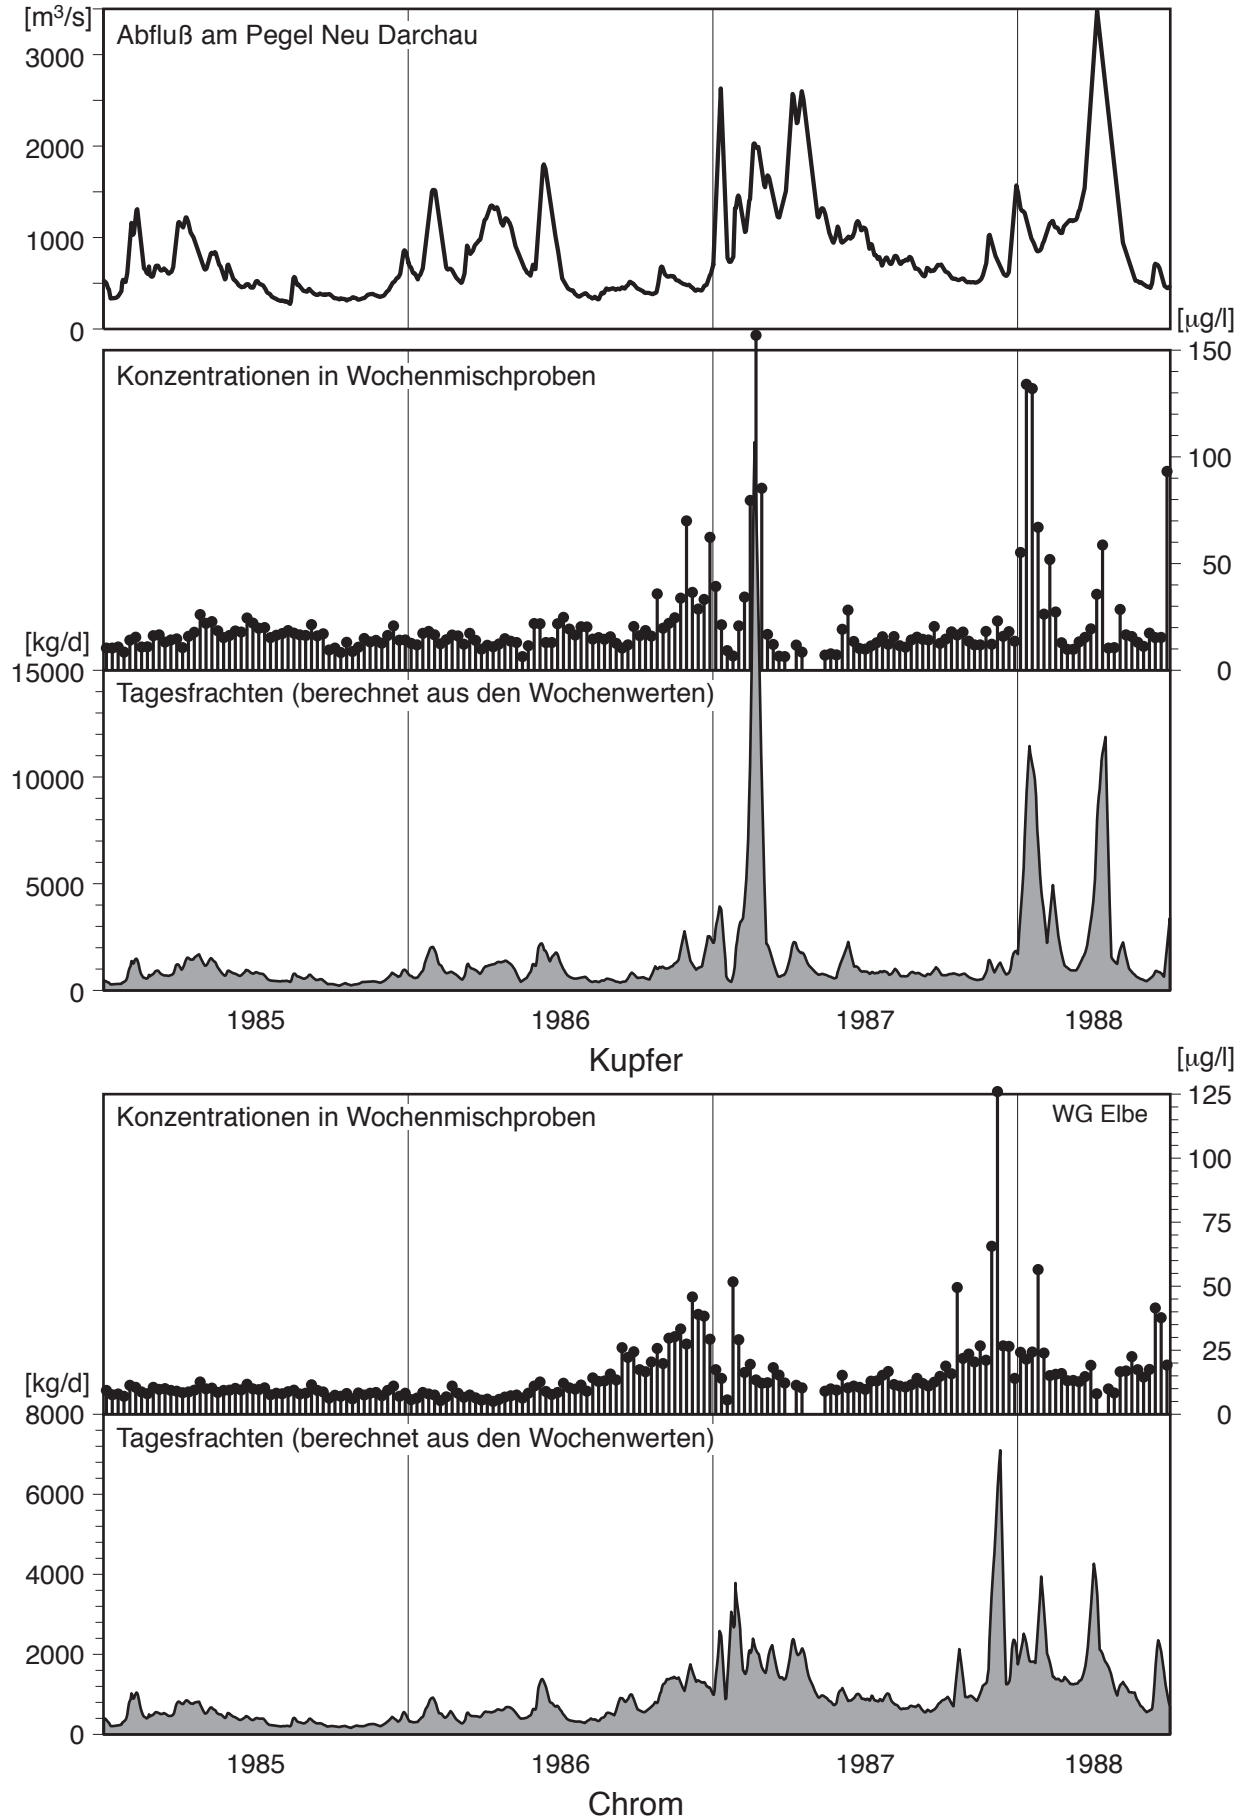 [m³/s]
Abfluß am Pegel Neu Darchau
3000
2000
1000
0
[µg/l]
Konzentrationen in Wochenmischproben
150
100
50
0
[kg/d]
15000
Tagesfrachten (berechnet aus den Wochenwerten)
10000
5000
0
1985 1986 1987 1988
Kupfer
[µg/l]
Konzentrationen in Wochenmischproben
WG Elbe
125
100
75
50
25
0
[kg/d]
8000
Tagesfrachten (berechnet aus den Wochenwerten)
6000
4000
2000
0
1985 1986 1987 1988
Chrom